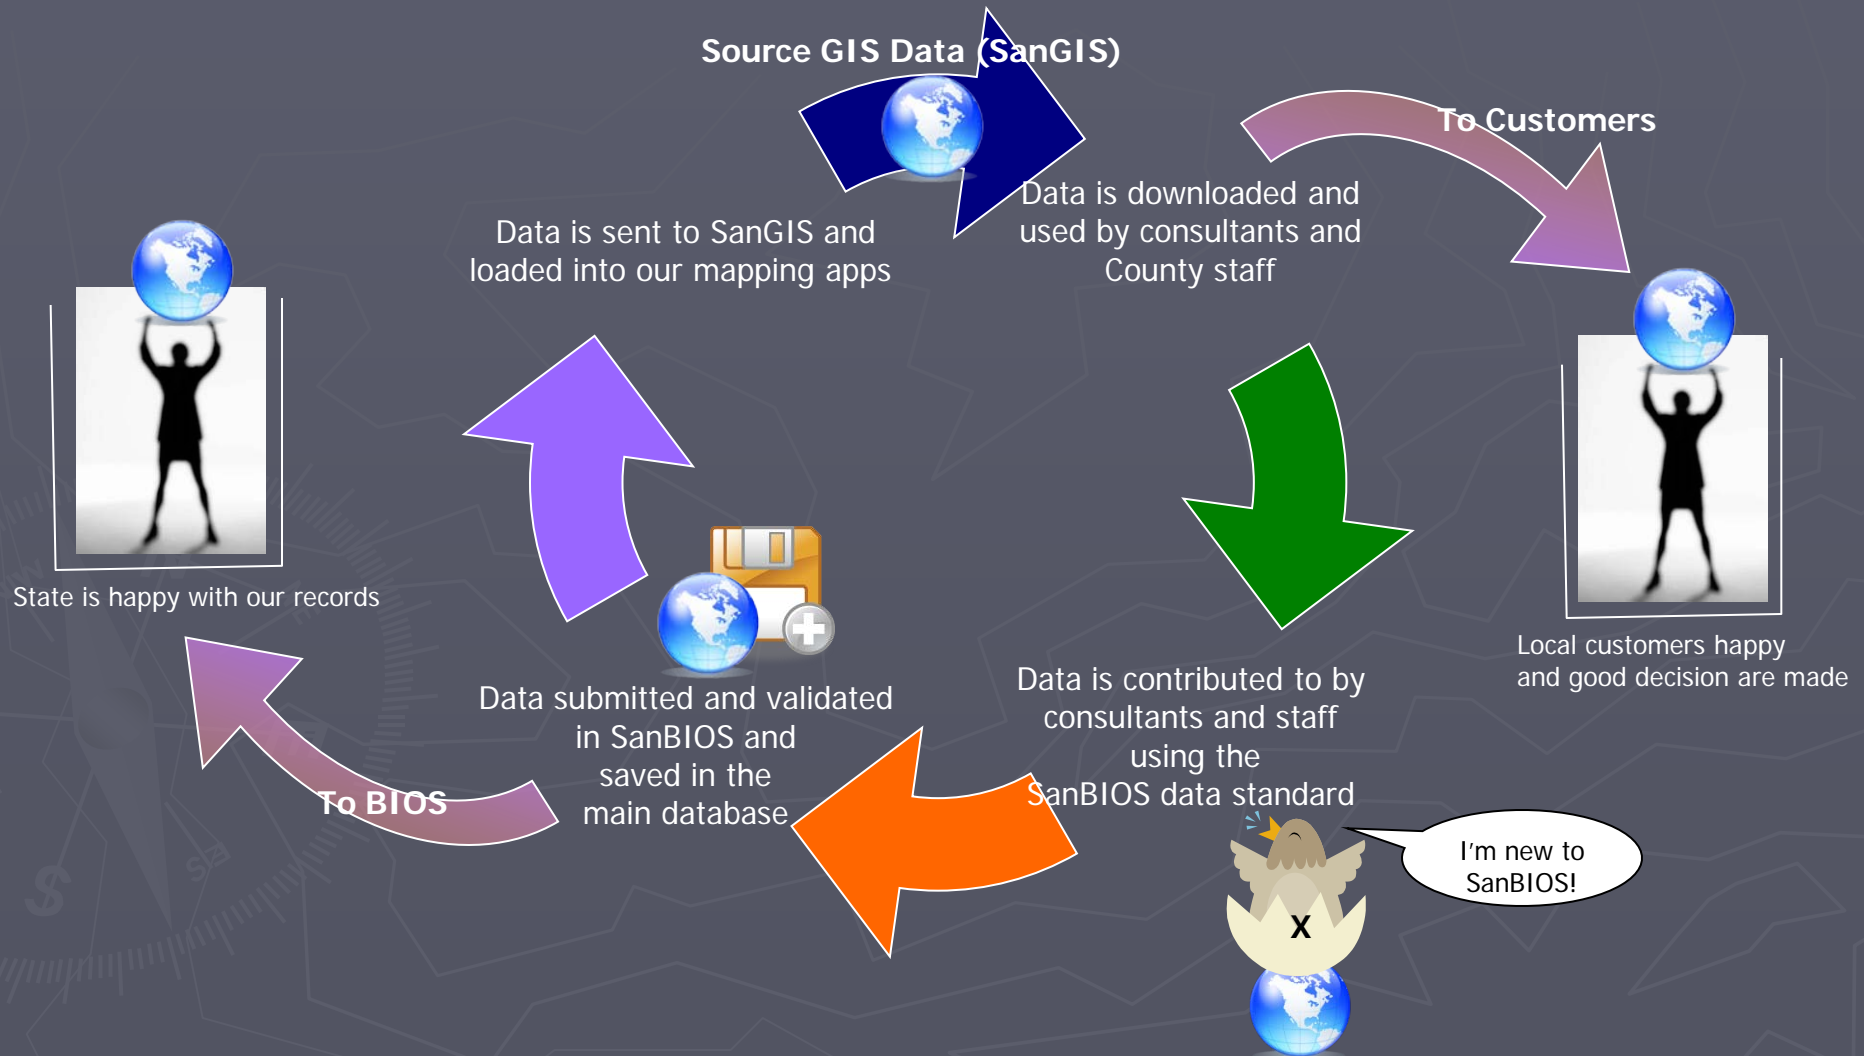 Source GIS Data (SanGIS)
To Customers
Data is downloaded and
used by consultants and
County staff
Data is sent to SanGIS and
loaded into our mapping apps
State is happy with our records
Local customers happy
and good decision are made
Data submitted and validated
in SanBIOS and
saved in the
main database
Data is contributed to by
consultants and staff
using the
SanBIOS data standard
To BIOS
I'm new to
SanBIOS!
X